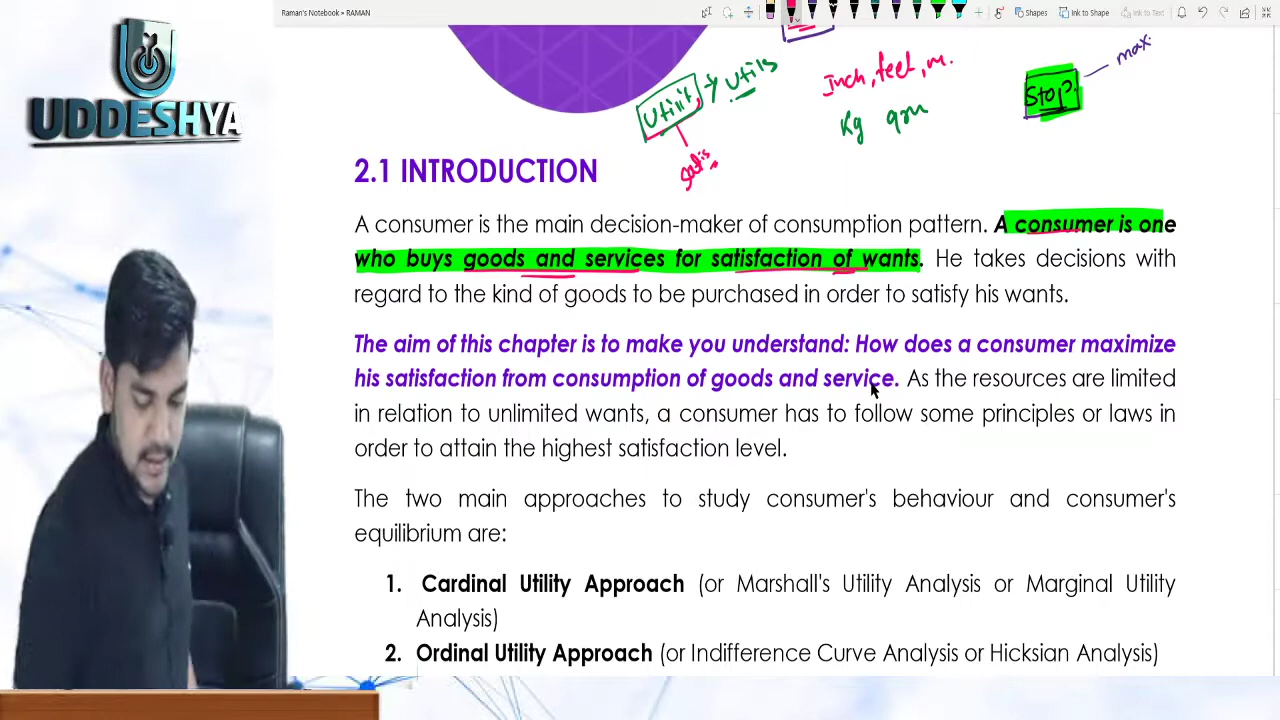 Raman's Notebook » RAMAN
Shapes
Ink to Shape
Ink to Text
UDDESHYA
Utilit → Utils
satis
Inch, feet, m.
Kg gm
Stop?
max.
2.1 INTRODUCTION
A consumer is the main decision-maker of consumption pattern. A consumer is one
who buys goods and services for satisfaction of wants. He takes decisions with
regard to the kind of goods to be purchased in order to satisfy his wants.
The aim of this chapter is to make you understand: How does a consumer maximize
his satisfaction from consumption of goods and service. As the resources are limited
in relation to unlimited wants, a consumer has to follow some principles or laws in
order to attain the highest satisfaction level.
The two main approaches to study consumer's behaviour and consumer's
equilibrium are:
1. Cardinal Utility Approach (or Marshall's Utility Analysis or Marginal Utility
Analysis)
2. Ordinal Utility Approach (or Indifference Curve Analysis or Hicksian Analysis)